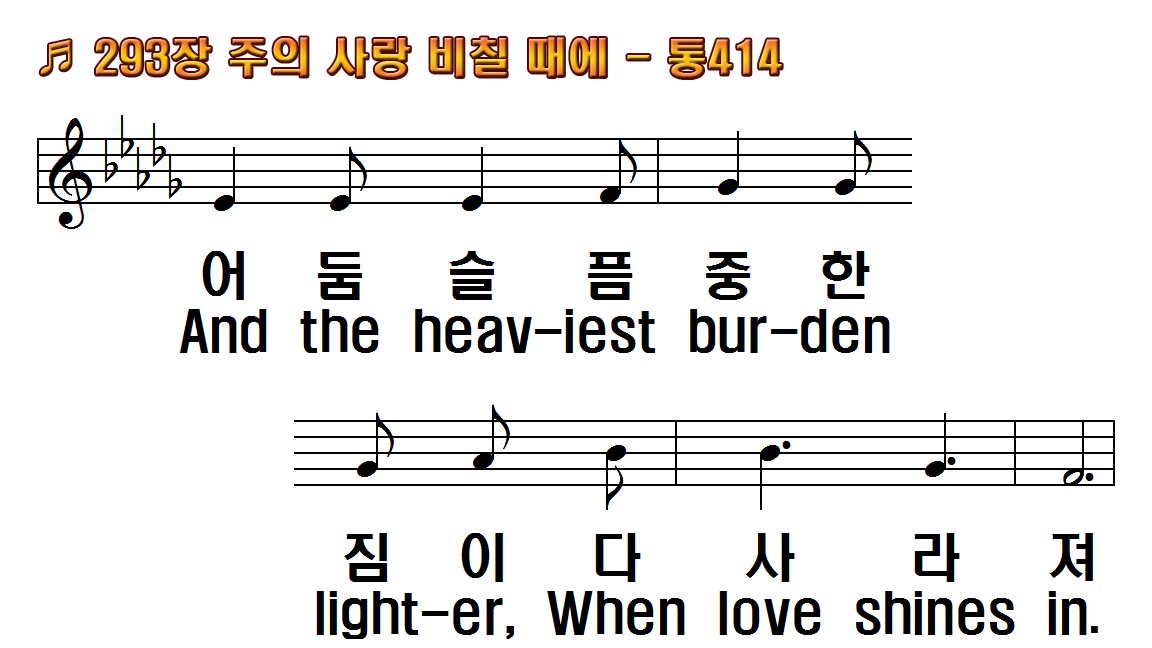 ♬ 293장 주의 사랑 비칠 때에 - 통414
어 둠 슬 픔 중 한
And the heav-iest bur-den
짐 이 다 사 라 져
light-er, When love shines in.